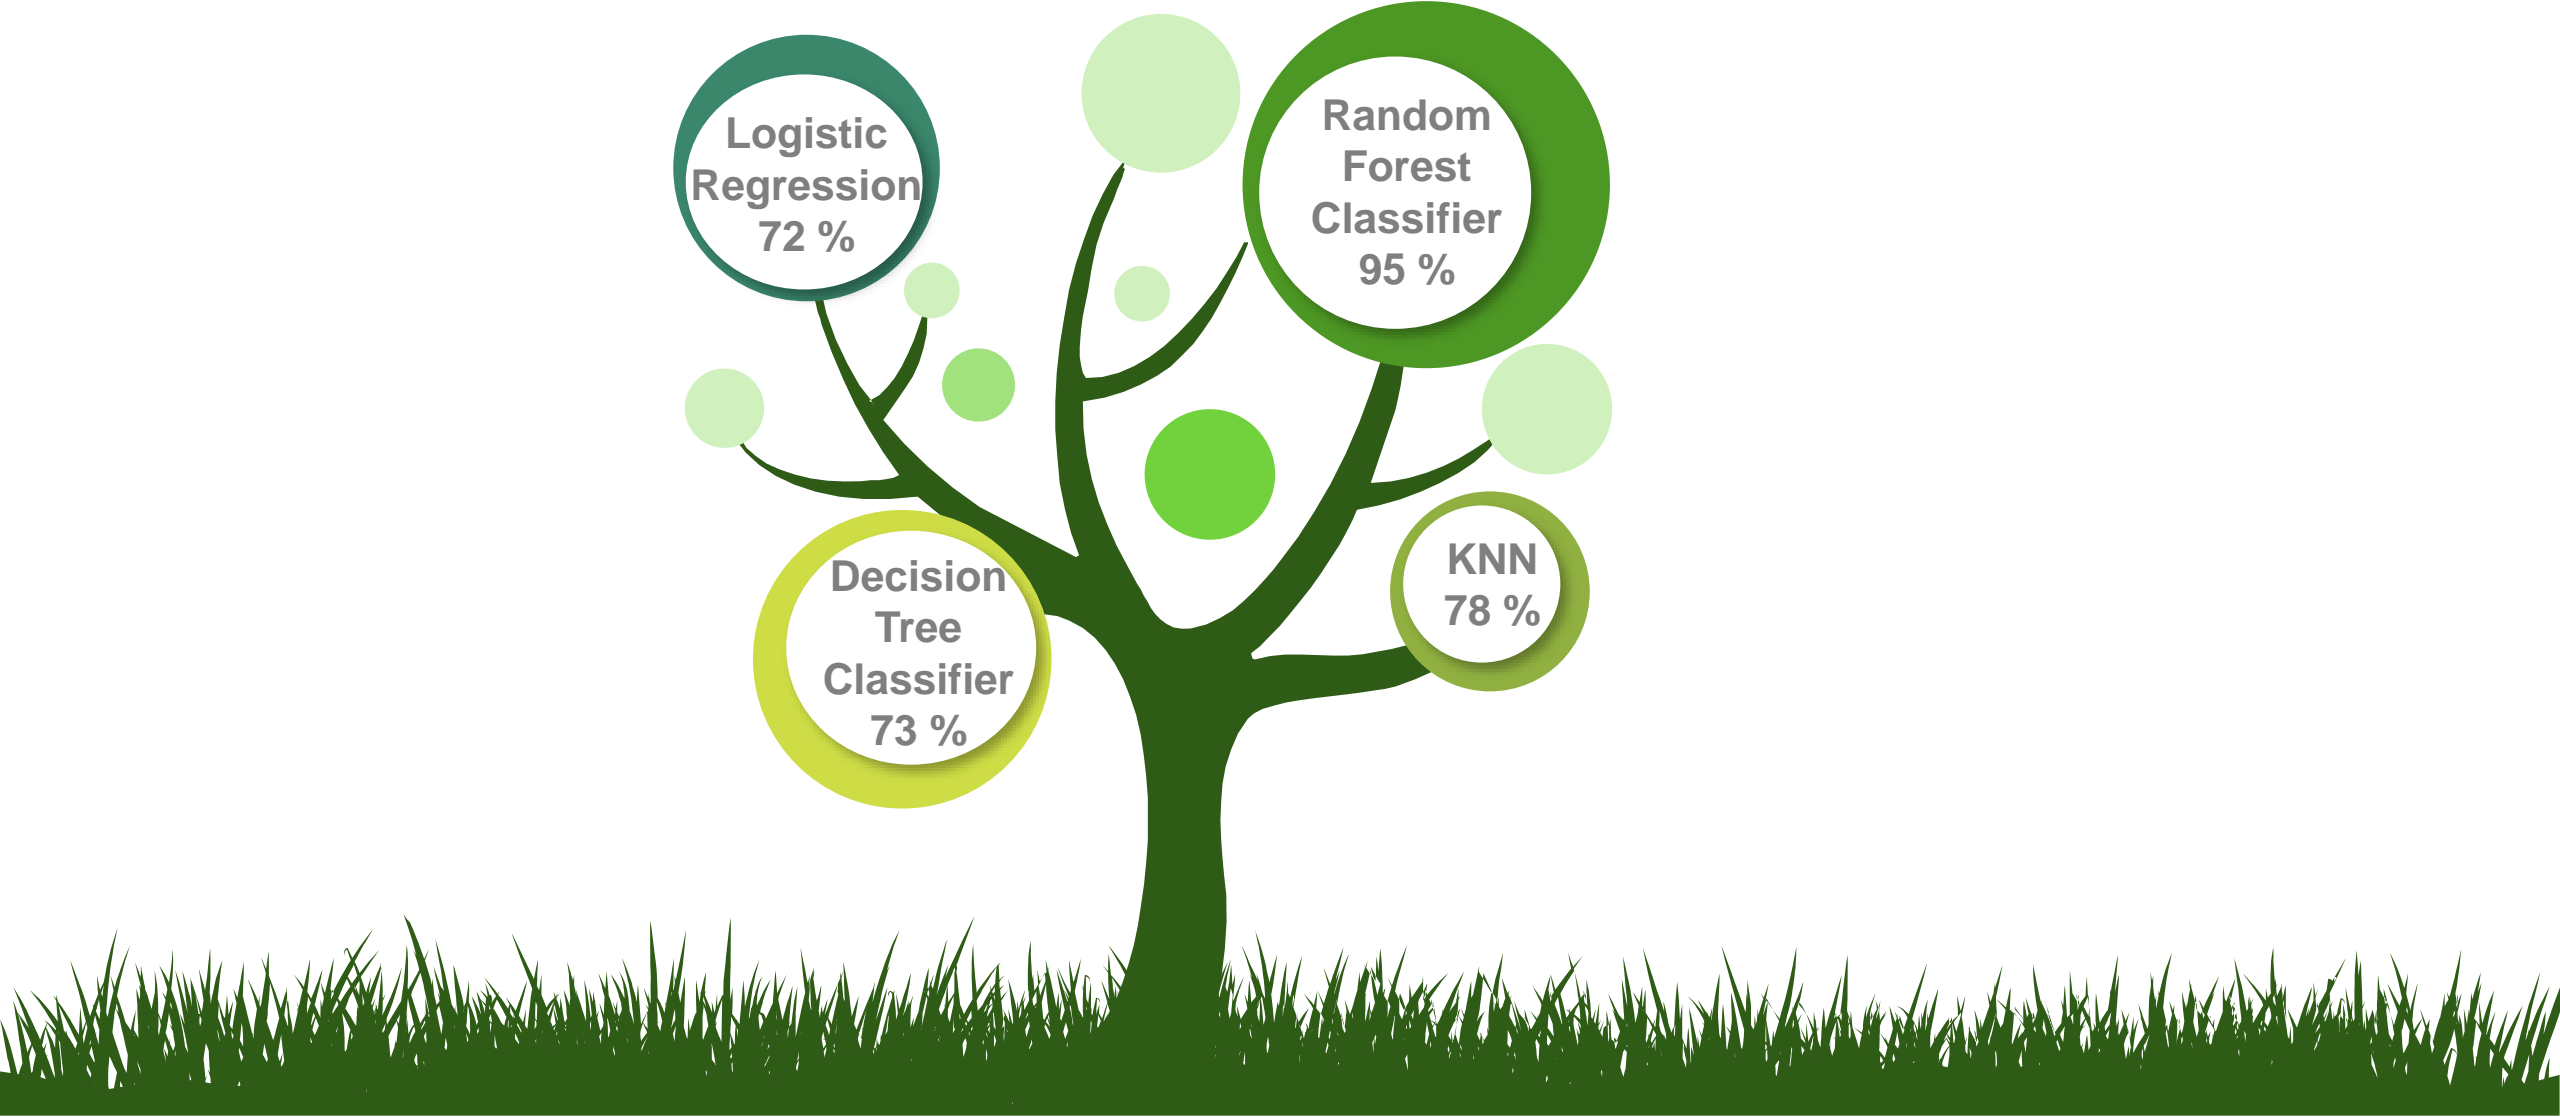 Logistic
Regression
72 %
Random
Forest
Classifier
95 %
Decision
Tree
Classifier
73 %
KNN
78 %